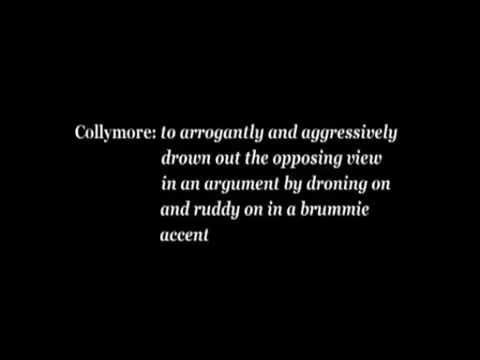 Collymore: to arrogantly and aggressively
drown out the opposing view
in an argument by droning on
and ruddy on in a brummie
accent